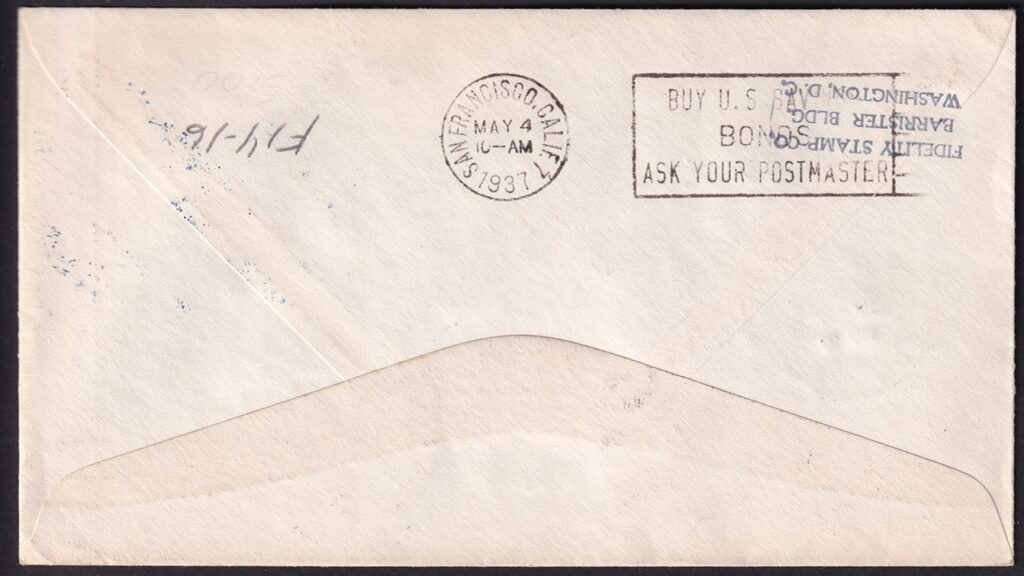 SAN FRANCISCO, CALIF. 7
MAY 4
10-AM
1937
BUY U.S. SAV
BONDS
ASK YOUR POSTMASTER
FIDELITY STAMP CO.
BARRISTER BLDG
WASHINGTON, D.C.
F14-16